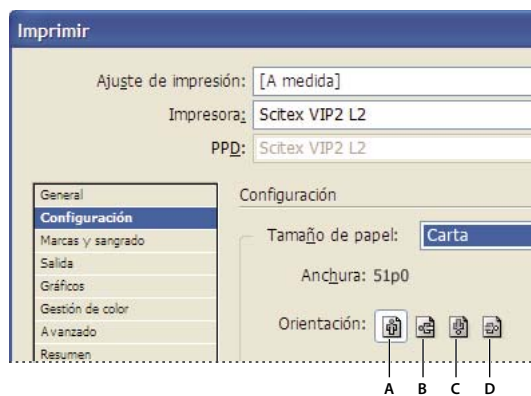 Imprimir
Ajuste de impresión: [A medida]
Impresora: Scitex VIP2 L2
PPD: Scitex VIP2 L2
General
Configuración
Marcas y sangrado
Salida
Gráficos
Gestión de color
Avanzado
Resumen
Configuración
Tamaño de papel: Carta
Anchura: 51p0
Orientación:
A B C D